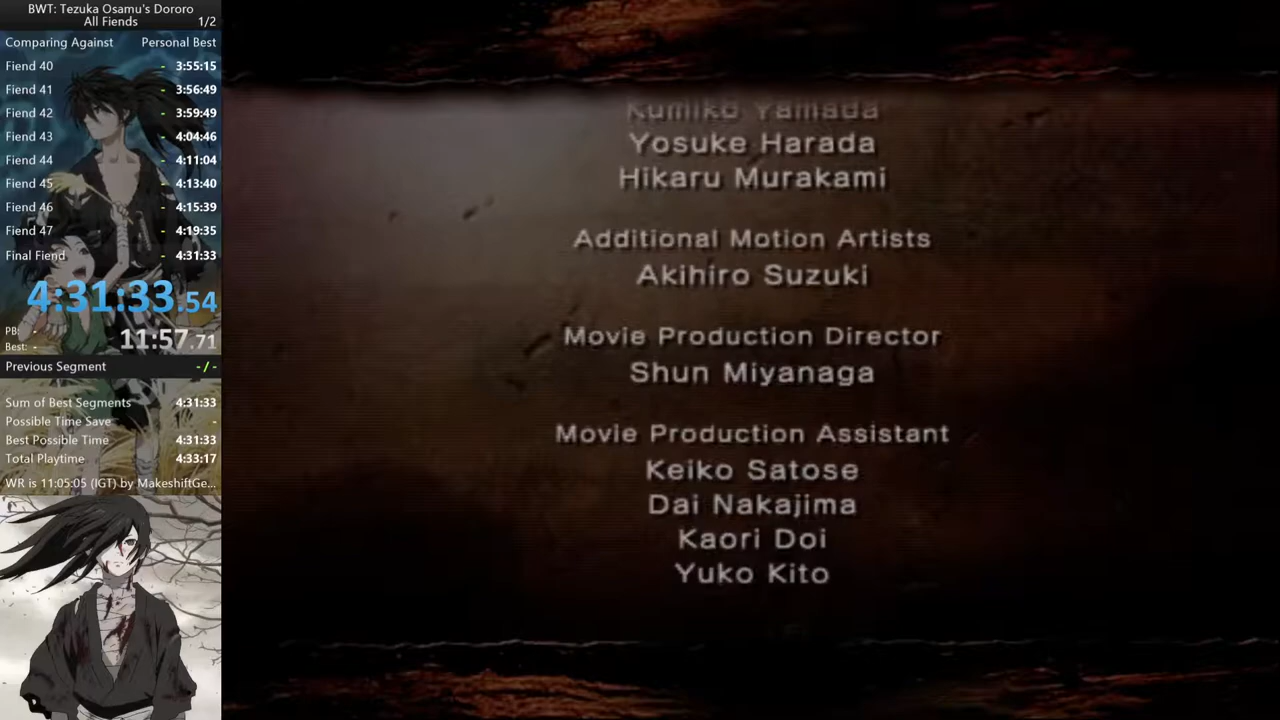 BWT: Tezuka Osamu's Dororo
All Fiends 1/2
Comparing Against Personal Best
Fiend 40 - 3:55:15
Fiend 41 - 3:56:49
Fiend 42 - 3:59:49
Fiend 43 - 4:04:46
Fiend 44 - 4:11:04
Fiend 45 - 4:13:40
Fiend 46 - 4:15:39
Fiend 47 - 4:19:35
Final Fiend - 4:31:33
4:31:33.54
PB: -
Best: -
11:57.71
Previous Segment - / -
Sum of Best Segments 4:31:33
Possible Time Save -
Best Possible Time 4:31:33
Total Playtime 4:33:17
WR is 11:05:05 (IGT) by MakeshiftGe...
Kumiko Yamada
Yosuke Harada
Hikaru Murakami
Additional Motion Artists
Akihiro Suzuki
Movie Production Director
Shun Miyanaga
Movie Production Assistant
Keiko Satose
Dai Nakajima
Kaori Doi
Yuko Kito